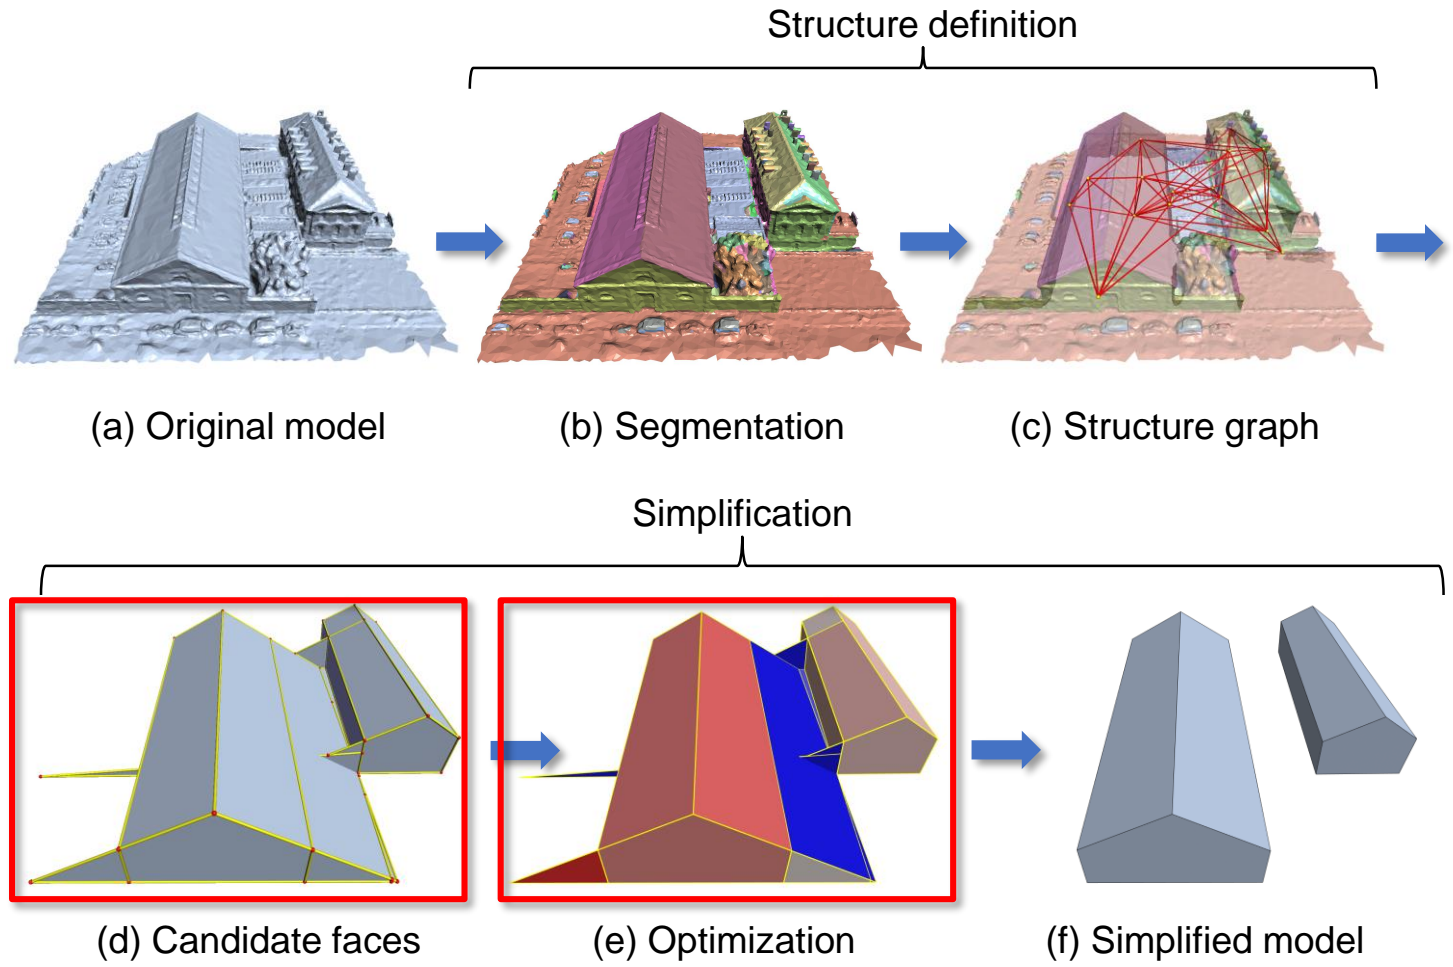 Structure definition
(a) Original model
(b) Segmentation
(c) Structure graph
Simplification
(d) Candidate faces
(e) Optimization
(f) Simplified model